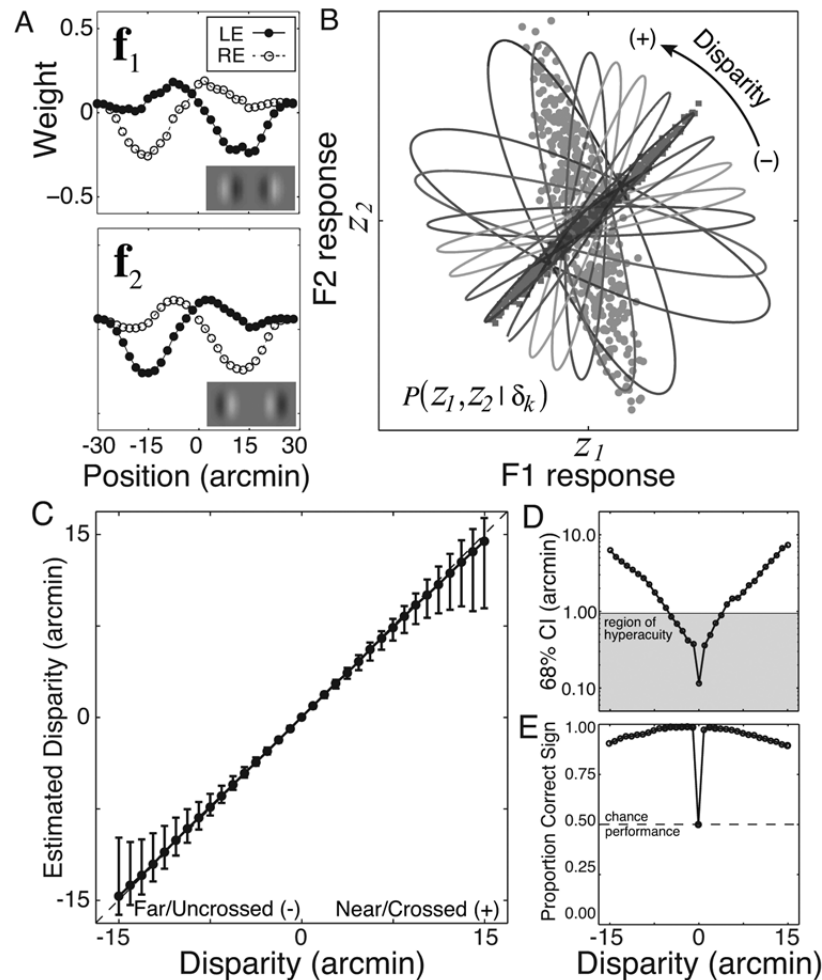 A
f1
0.5
0
−0.5
Weight
LE
RE
f2
-30 -15 0 15 30
Position (arcmin)
B
(+)
Disparity
(−)
F2 response
z2
P(z1, z2 | δk)
z1
F1 response
C
15
0
-15
Estimated Disparity (arcmin)
Far/Uncrossed (-)
Near/Crossed (+)
-15 0 15
Disparity (arcmin)
D
10.0
1.00
0.10
68% CI (arcmin)
region of
hyperacuity
E
1.00
0.75
0.50
0.25
0.00
Proportion Correct Sign
chance
performance
-15 0 15
Disparity (arcmin)